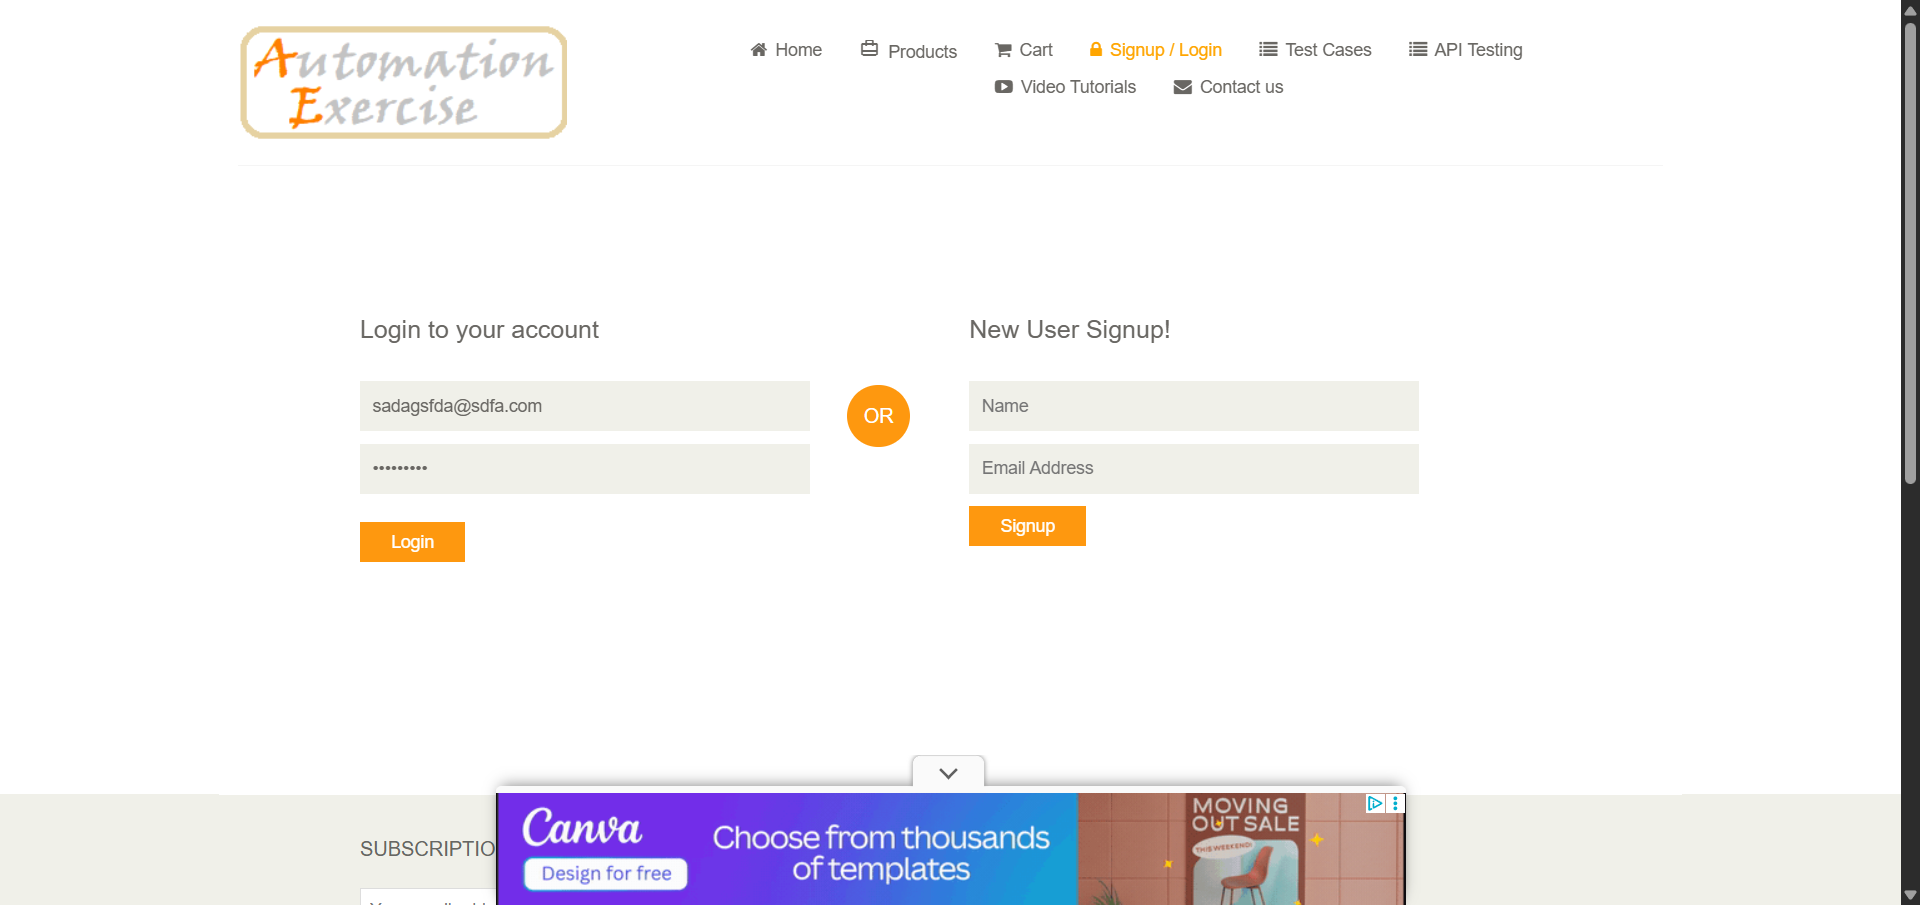 Automation
Exercise
Home
Products
Cart
Signup / Login
Test Cases
API Testing
Video Tutorials
Contact us
Login to your account
sadagsfda@sdfa.com
•••••••••
Login
OR
New User Signup!
Name
Email Address
Signup
SUBSCRIPTIO
Canva
Design for free
Choose from thousands
of templates
MOVING
OUT SALE
THIS WEEKEND!